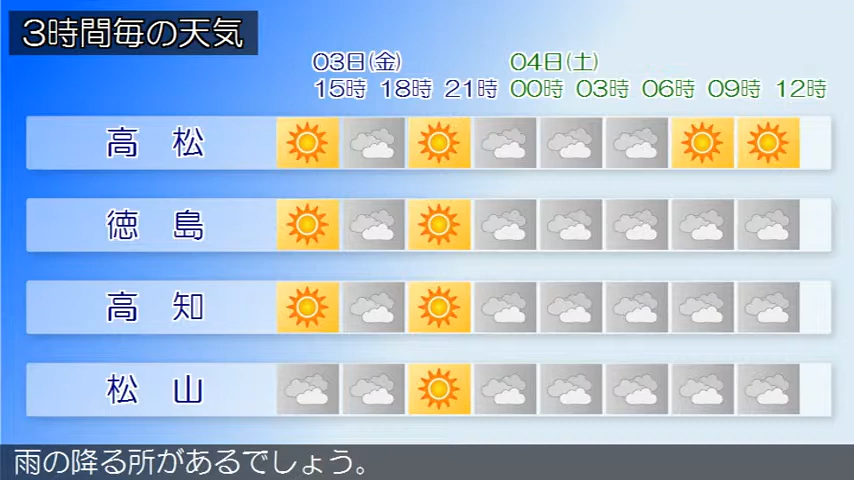 3時間毎の天気
03日(金) 04日(土)
15時 18時 21時 00時 03時 06時 09時 12時
高 松
徳 島
高 知
松 山
雨の降る所があるでしょう。